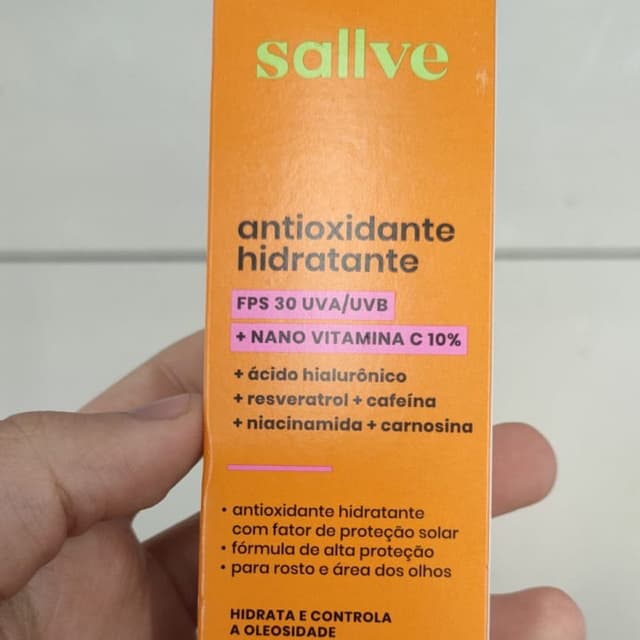 sallve
antioxidante
hidratante
FPS 30 UVA/UVB
+ NANO VITAMINA C 10%
+ ácido hialurônico
+ resveratrol + cafeína
+ niacinamida + carnosina
• antioxidante hidratante
com fator de proteção solar
• fórmula de alta proteção
• para rosto e área dos olhos
HIDRATA E CONTROLA
A OLEOSIDADE